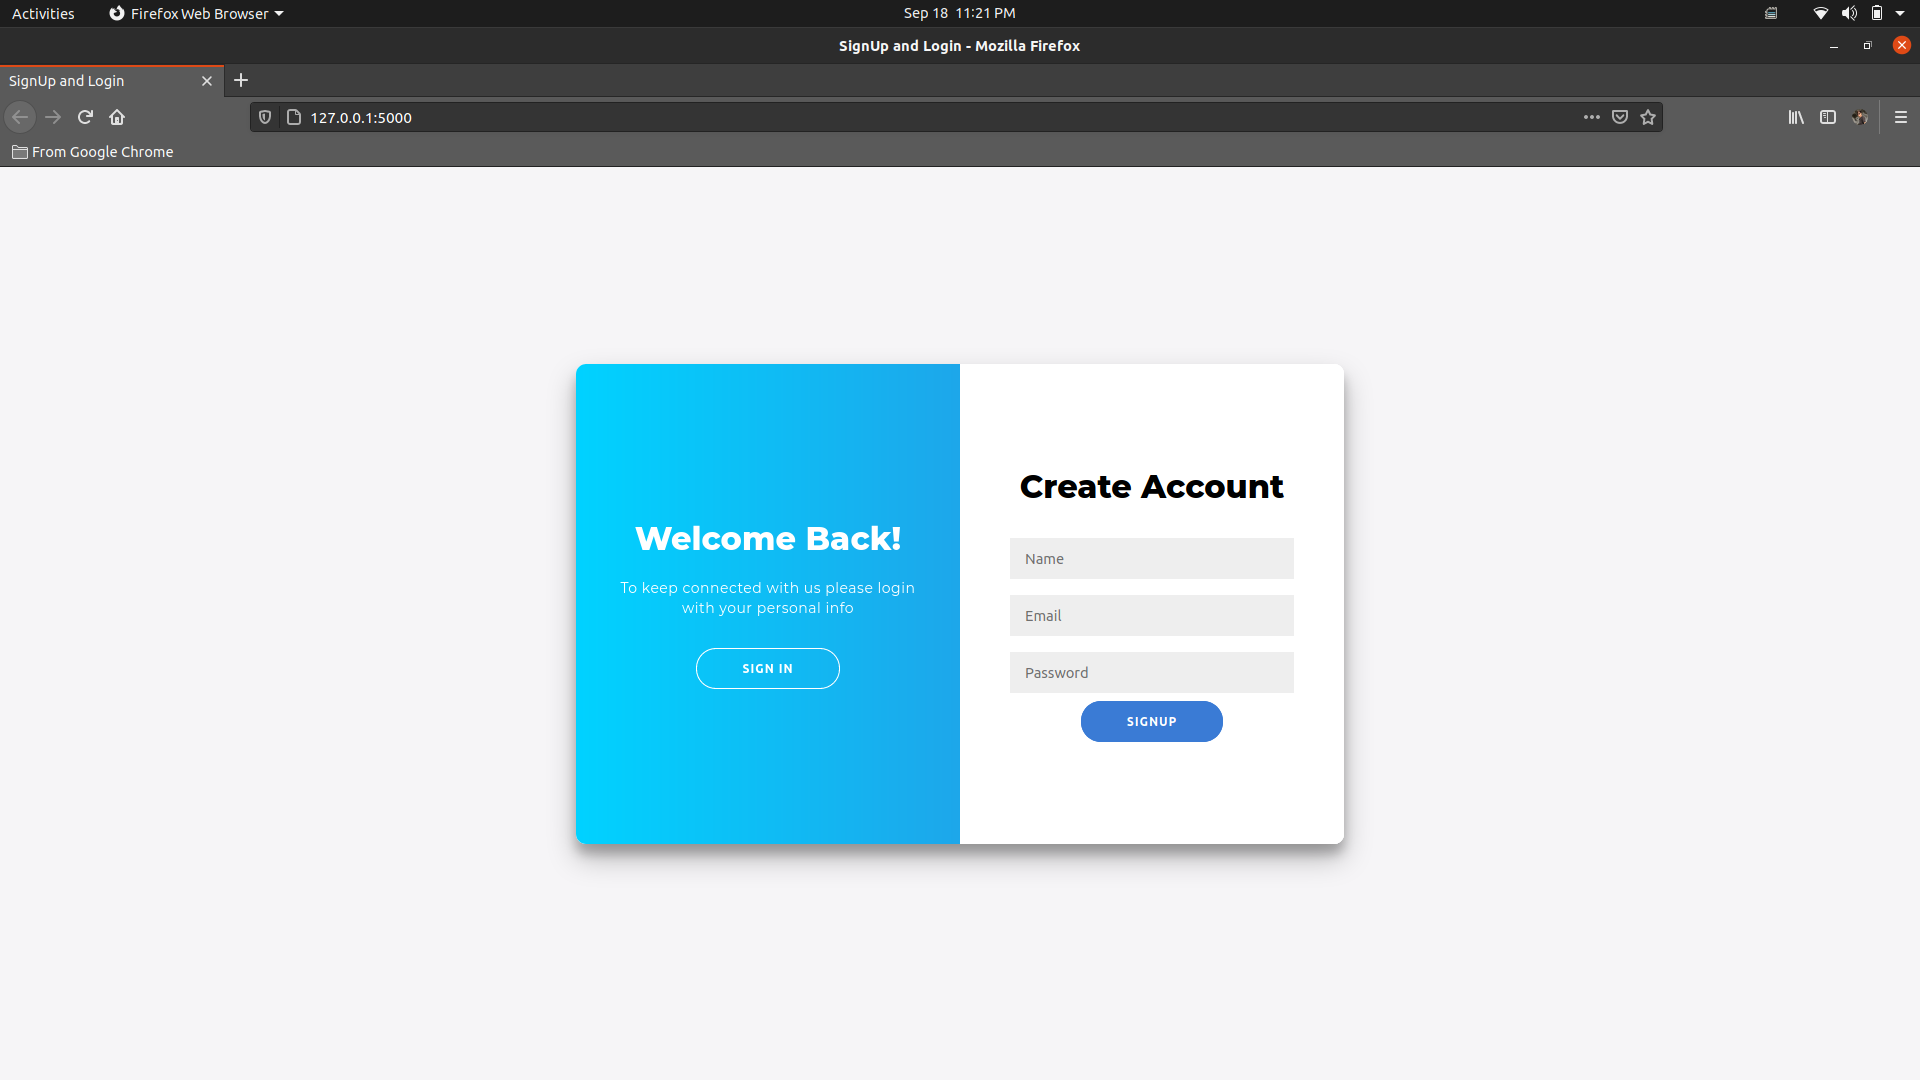 Activities
Firefox Web Browser
Sep 18 11:21 PM
SignUp and Login - Mozilla Firefox
SignUp and Login
127.0.0.1:5000
From Google Chrome
Welcome Back!
To keep connected with us please login
with your personal info
SIGN IN
Create Account
Name
Email
Password
SIGNUP